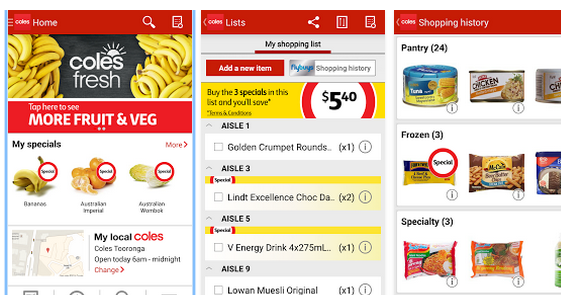 coles Home
coles
fresh
Tap here to see
MORE FRUIT & VEG
My specials
More
Special
Special
Special
Bananas
Australian
Imperial
Australian
Wombok
My local coles
Coles Tooronga
Open today 6am - midnight
Change
coles Lists
My shopping list
Add a new item
flybuys Shopping history
Buy the 3 specials in this
list and you'll save*
*Terms & Conditions
$5.40
AISLE 1
Golden Crumpet Rounds... (x1)
AISLE 3
Special
Lindt Excellence Choc Da... (x2)
AISLE 5
Special
V Energy Drink 4x275mL... (x1)
AISLE 9
Lowan Muesli Original (x1)
coles Shopping history
Pantry (24)
Tuna
CHICKEN
CHICK
Frozen (3)
Special
McCain
Specialty (3)